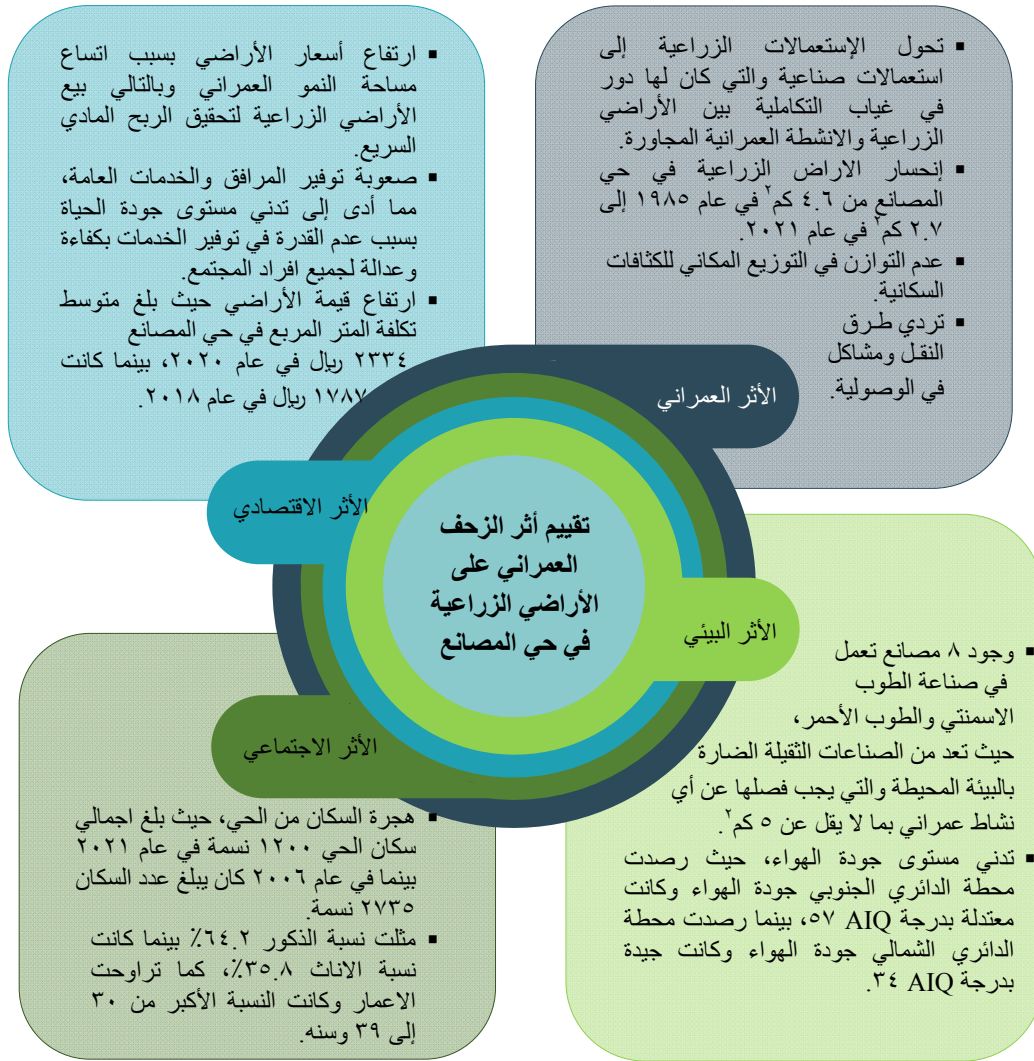 تحول الإستعمالات الزراعية إلى
استعمالات صناعية والتي كان لها دور
في غياب التكاملية بين الأراضي
الزراعية والانشطة العمرانية المجاورة.
إنحسار الاراض الزراعية في حي
المصانع من ٤.٦ كم٢ في عام ١٩٨٥ إلى
٢.٧ كم٢ في عام ٢٠٢١.
عدم التوازن في التوزيع المكاني للكثافات
السكانية.
تردي طرق
النقل ومشاكل
في الوصولية.
الأثر العمراني
ارتفاع أسعار الأراضي بسبب اتساع
مساحة النمو العمراني وبالتالي بيع
الأراضي الزراعية لتحقيق الربح المادي
السريع.
صعوبة توفير المرافق والخدمات العامة،
مما أدى إلى تدني مستوى جودة الحياة
بسبب عدم القدرة في توفير الخدمات بكفاءة
وعدالة لجميع افراد المجتمع.
ارتفاع قيمة الأراضي حيث بلغ متوسط
تكلفة المتر المربع في حي المصانع
٢٣٣٤ ريال في عام ٢٠٢٠، بينما كانت
١٧٨٧ ريال في عام ٢٠١٨.
الأثر الاقتصادي
تقييم أثر الزحف
العمراني على
الأراضي الزراعية
في حي المصانع
الأثر البيئي
وجود ٨ مصانع تعمل
في صناعة الطوب
الاسمنتي والطوب الأحمر،
حيث تعد من الصناعات الثقيلة الضارة
بالبيئة المحيطة والتي يجب فصلها عن أي
نشاط عمراني بما لا يقل عن ٥ كم٢.
تدني مستوى جودة الهواء، حيث رصدت
محطة الدائري الجنوبي جودة الهواء وكانت
معتدلة بدرجة AIQ ٥٧، بينما رصدت محطة
الدائري الشمالي جودة الهواء وكانت جيدة
بدرجة AIQ ٣٤.
الأثر الاجتماعي
هجرة السكان من الحي، حيث بلغ اجمالي
سكان الحي ١٢٠٠ نسمة في عام ٢٠٢١
بينما في عام ٢٠٠٦ كان يبلغ عدد السكان
٢٧٣٥ نسمة.
مثلت نسبة الذكور ٦٤.٢٪ بينما كانت
نسبة الاناث ٣٥.٨٪، كما تراوحت
الاعمار وكانت النسبة الأكبر من ٣٠
إلى ٣٩ وسنه.